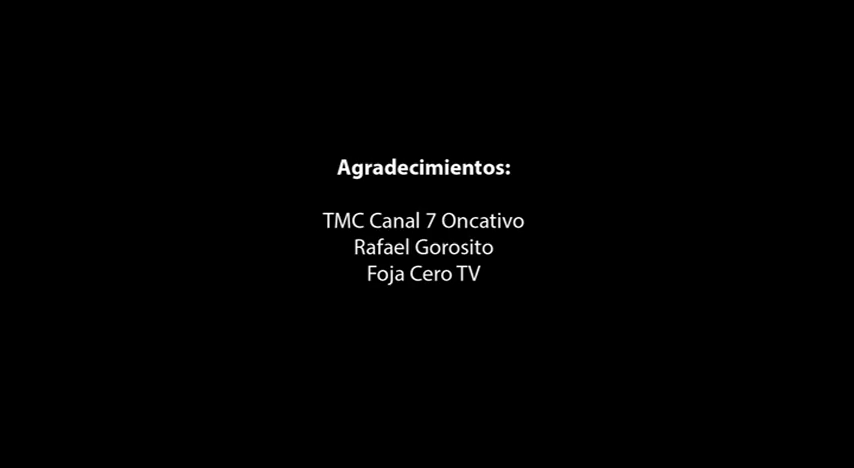 Agradecimientos:
TMC Canal 7 Oncativo
Rafael Gorosito
Foja Cero TV